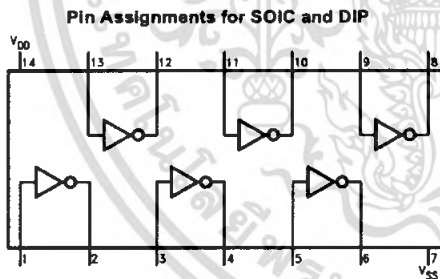 Pin Assignments for SOIC and DIP
VDD
14 13 12 11 10 9 8
1 2 3 4 5 6 7
VSS